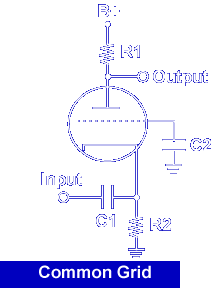 B+
R1
Output
C2
Input
C1
R2
Common Grid